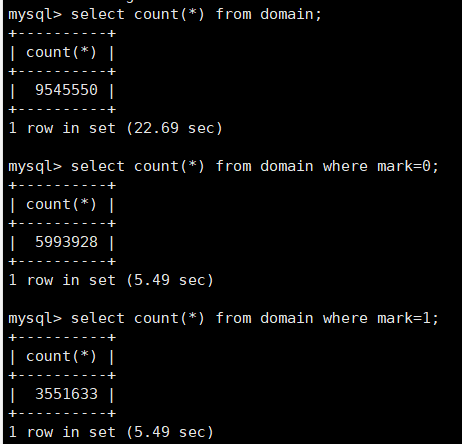 mysql> select count(*) from domain;
+----------+
| count(*) |
+----------+
|  9545550 |
+----------+
1 row in set (22.69 sec)

mysql> select count(*) from domain where mark=0;
+----------+
| count(*) |
+----------+
|  5993928 |
+----------+
1 row in set (5.49 sec)

mysql> select count(*) from domain where mark=1;
+----------+
| count(*) |
+----------+
|  3551633 |
+----------+
1 row in set (5.49 sec)